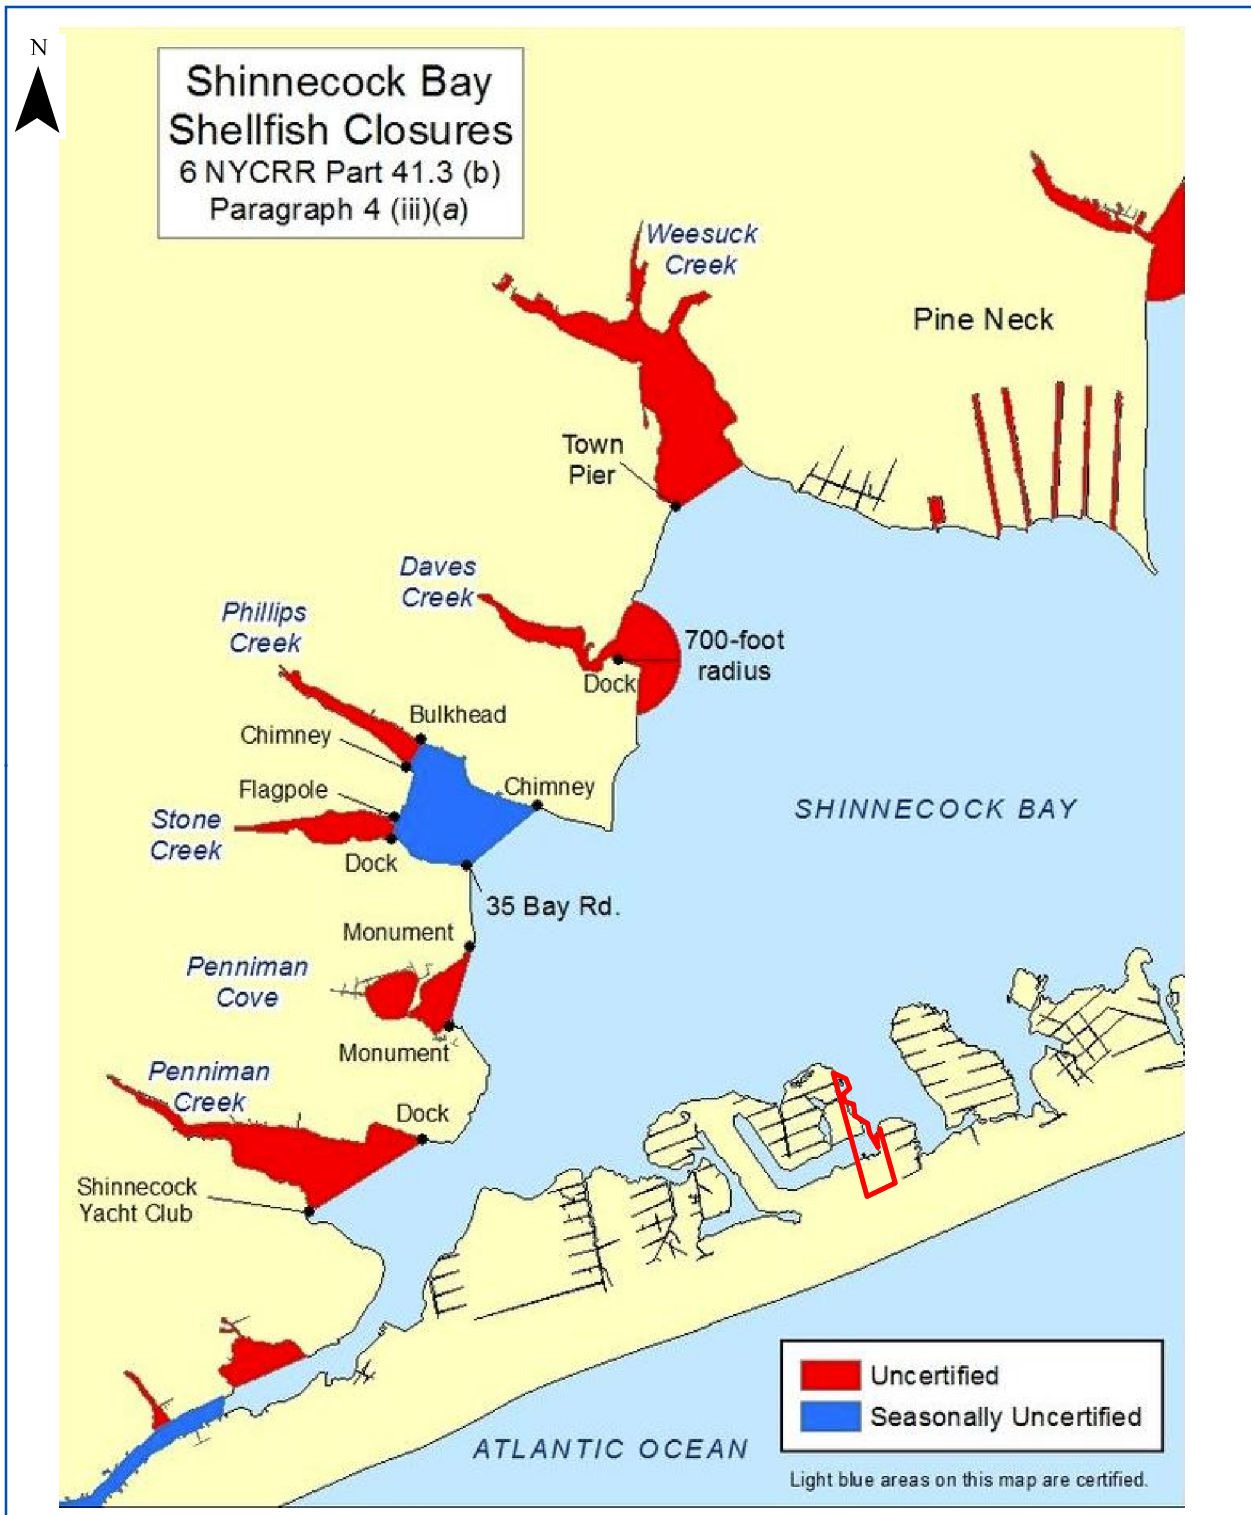 N
Shinnecock Bay
Shellfish Closures
6 NYCRR Part 41.3 (b)
Paragraph 4 (iii)(a)
Weesuck
Creek
Pine Neck
Town
Pier
Daves
Creek
Phillips
Creek
700-foot
radius
Dock
Bulkhead
Chimney
Flagpole
Chimney
SHINNECOCK BAY
Stone
Creek
Dock
35 Bay Rd.
Monument
Penniman
Cove
Monument
Penniman
Creek
Dock
Shinnecock
Yacht Club
Uncertified
Seasonally Uncertified
ATLANTIC OCEAN
Light blue areas on this map are certified.